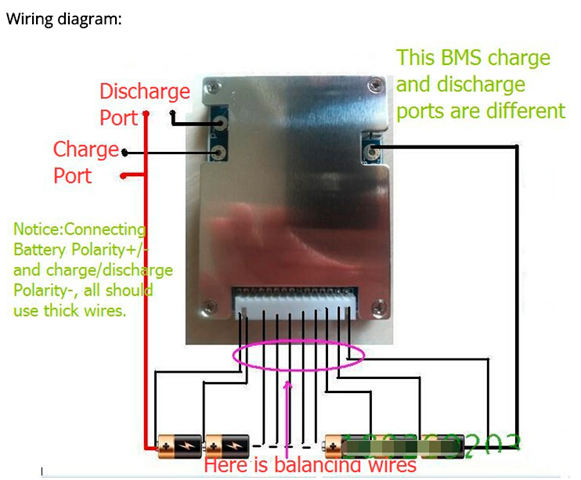 Wiring diagram:
This BMS charge
and discharge
ports are different
Discharge
Port
Charge
Port
Notice:Connecting
Battery Polarity+/-
and charge/discharge
Polarity-, all should
use thick wires.
Here is balancing wires